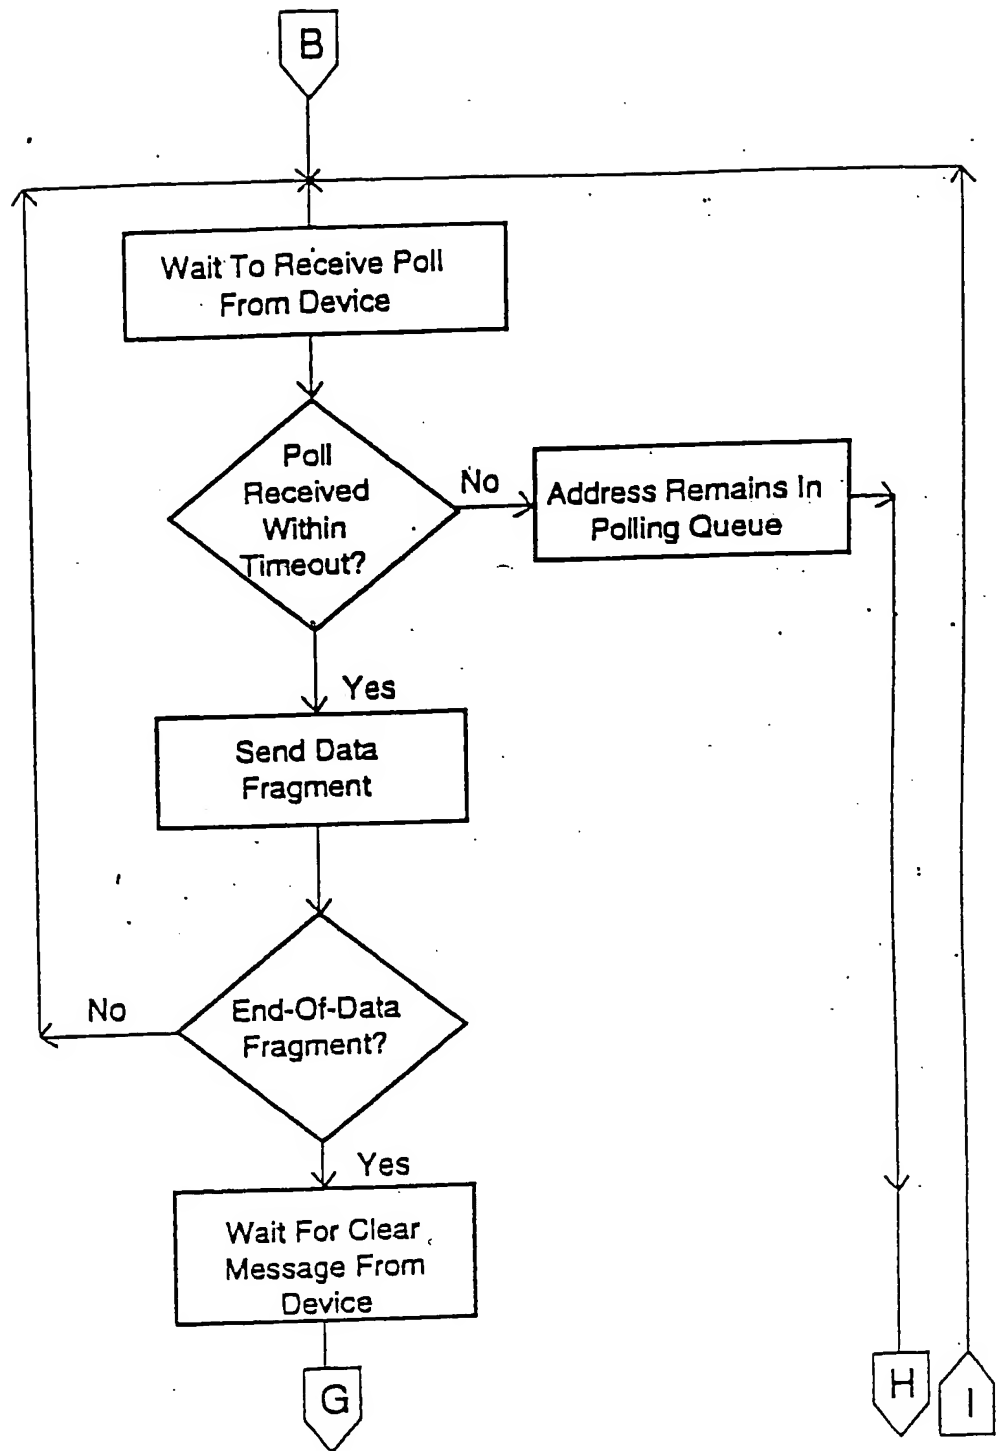 B
Wait To Receive Poll
From Device
Poll
Received
Within
Timeout?
No
Address Remains In
Polling Queue
Yes
Send Data
Fragment
No
End-Of-Data
Fragment?
Yes
Wait For Clear
Message From
Device
G
H
I